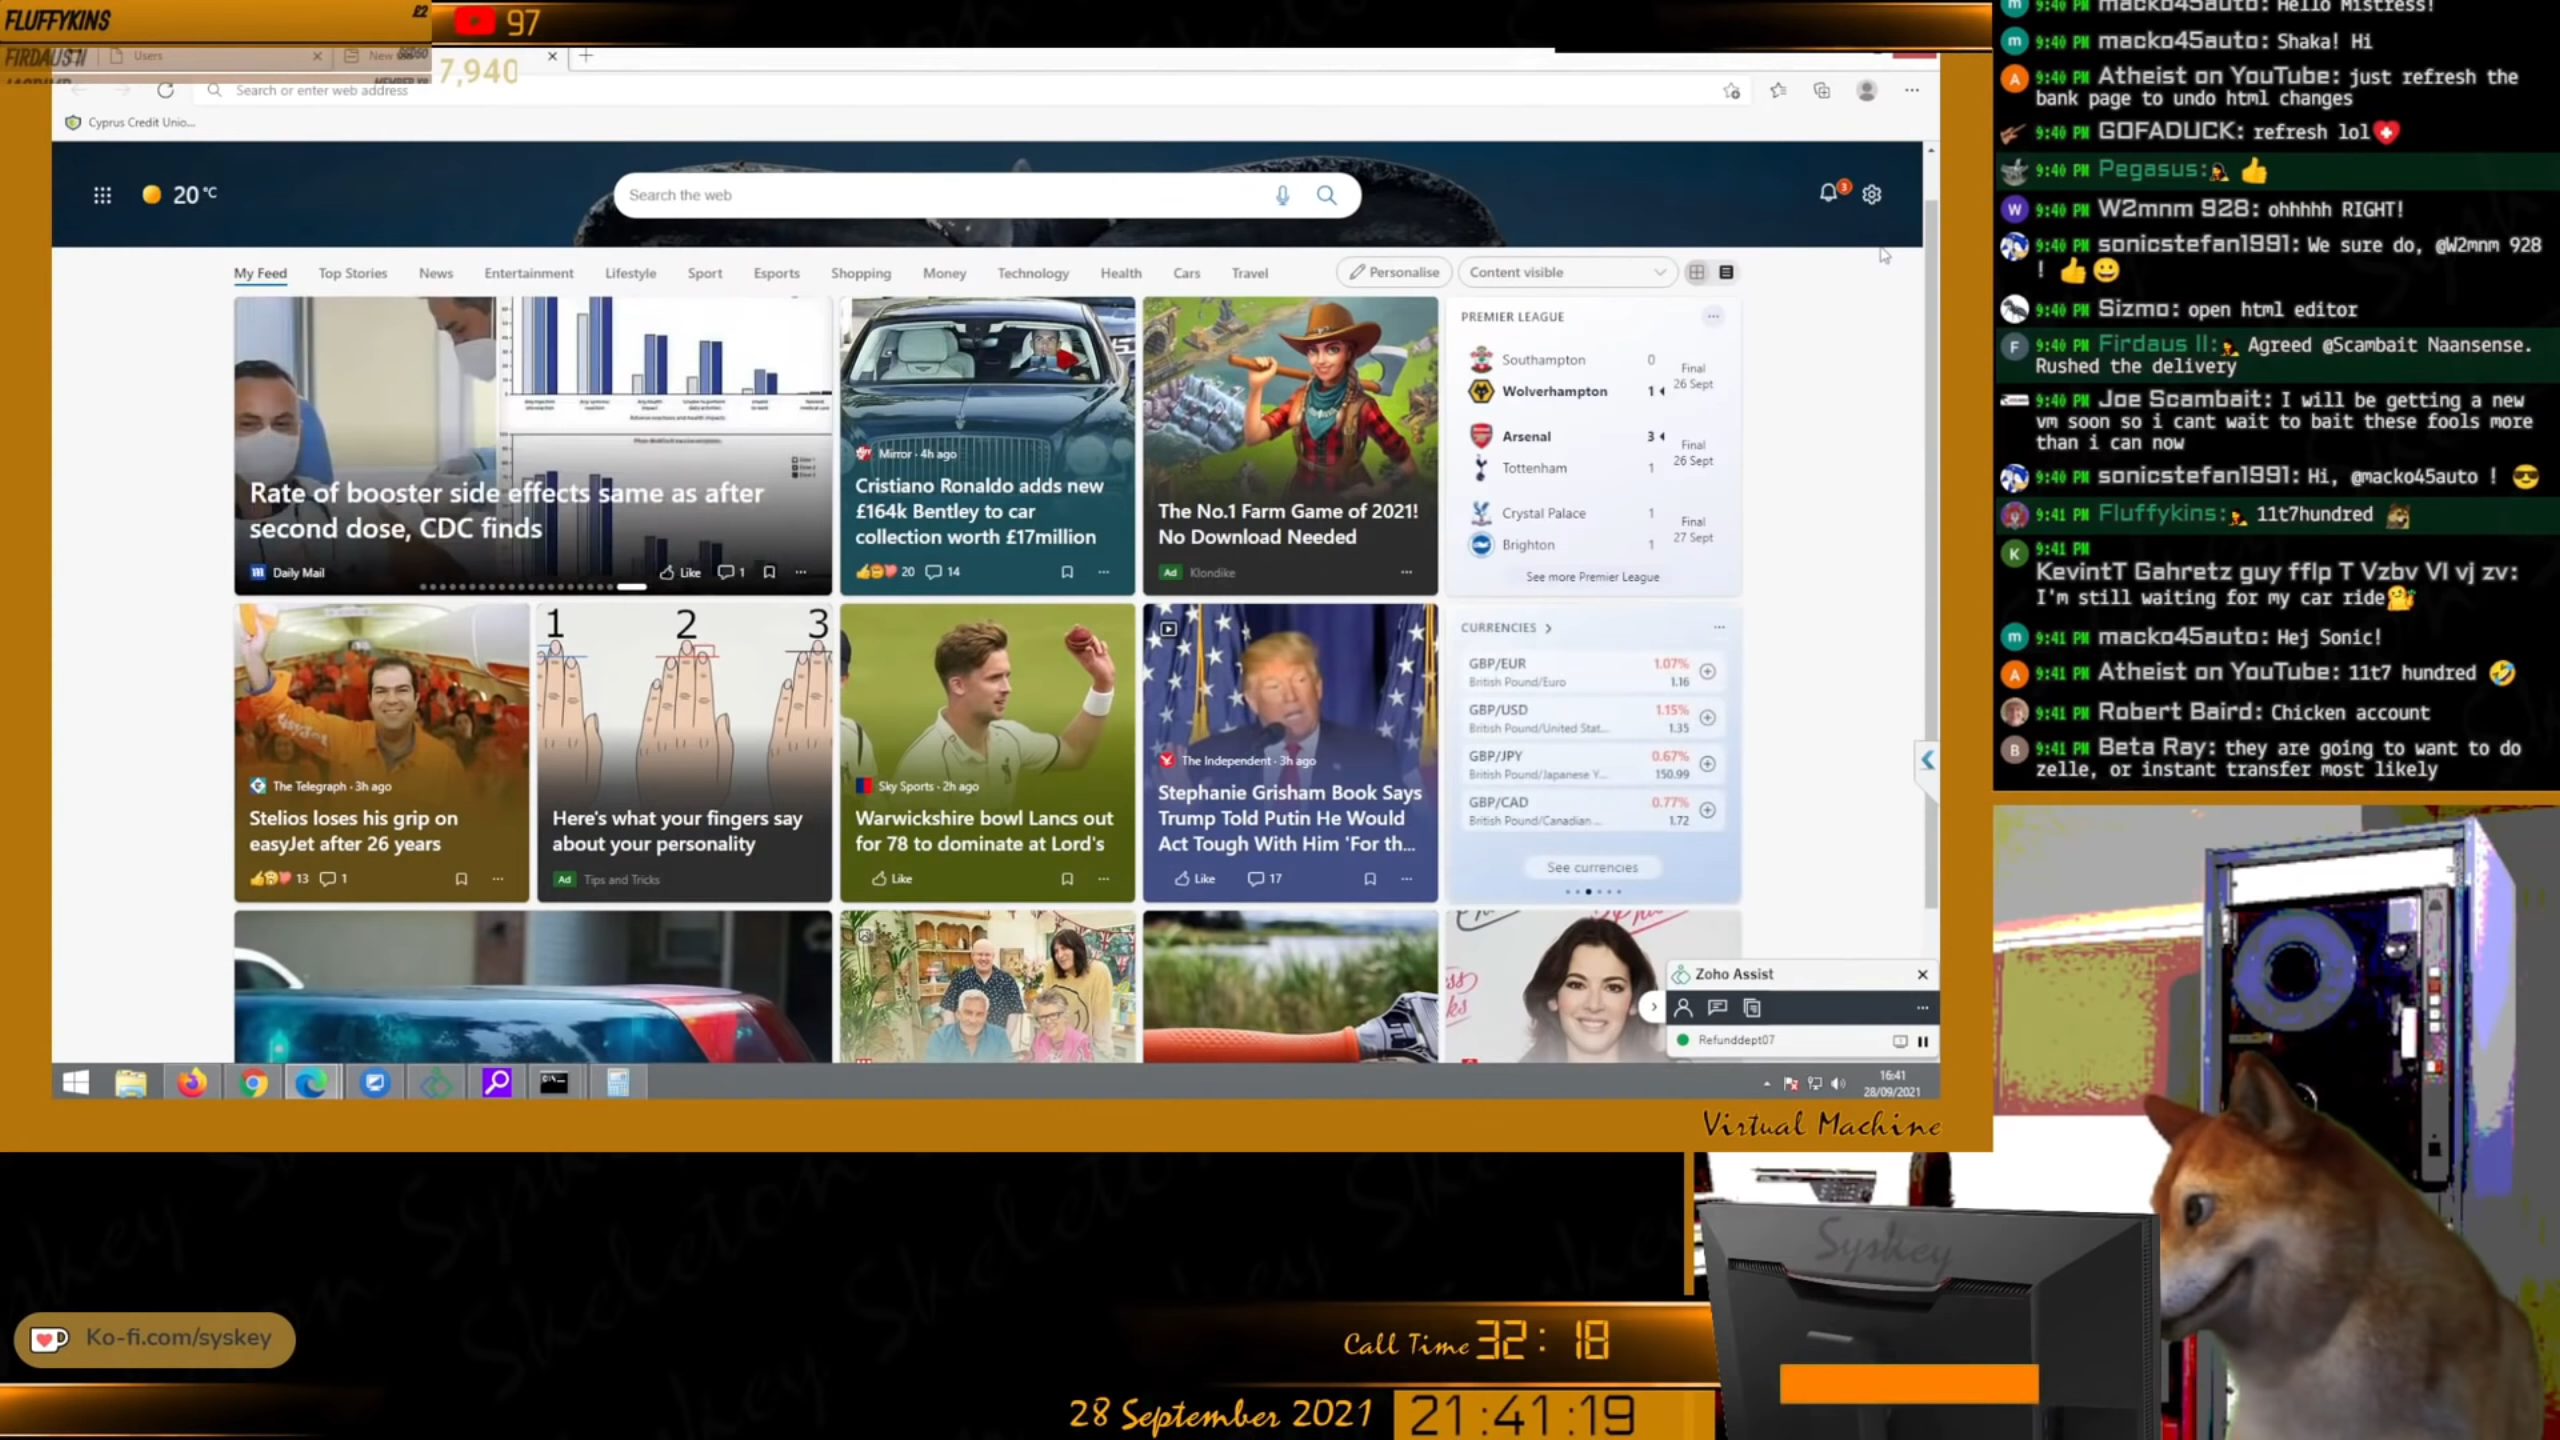 FLUFFYKINS £2
97
FIRDAUS II
7,940
Users
New
Search or enter web address
Cyprus Credit Unio...
20 °C
Search the web
3
My Feed Top Stories News Entertainment Lifestyle Sport Esports Shopping Money Technology Health Cars Travel
Personalise
Content visible
Rate of booster side effects same as after
second dose, CDC finds
Daily Mail
Like 1
Mirror · 4h ago
Cristiano Ronaldo adds new
£164k Bentley to car
collection worth £17million
20 14
The No.1 Farm Game of 2021!
No Download Needed
Ad Klondike
PREMIER LEAGUE
Southampton 0
Wolverhampton 1
Final
26 Sept
Arsenal 3
Tottenham 1
Final
26 Sept
Crystal Palace 1
Brighton 1
Final
27 Sept
See more Premier League
The Telegraph · 3h ago
Stelios loses his grip on
easyJet after 26 years
13 1
1 2 3
Here's what your fingers say
about your personality
Ad Tips and Tricks
Sky Sports · 2h ago
Warwickshire bowl Lancs out
for 78 to dominate at Lord's
Like
The Independent · 3h ago
Stephanie Grisham Book Says
Trump Told Putin He Would
Act Tough With Him 'For th...
Like 17
CURRENCIES
GBP/EUR 1.07%
British Pound/Euro 1.16
GBP/USD 1.15%
British Pound/United Stat... 1.35
GBP/JPY 0.67%
British Pound/Japanese Y... 150.99
GBP/CAD 0.77%
British Pound/Canadian ... 1.72
See currencies
Zoho Assist
Refunddept07
16:41
28/09/2021
Virtual Machine
9:40 PM macko45auto: Hello Mistress!
9:40 PM macko45auto: Shaka! Hi
9:40 PM Atheist on YouTube: just refresh the
bank page to undo html changes
9:40 PM GOFADUCK: refresh lol
9:40 PM Pegasus:
9:40 PM W2mnm 928: ohhhhh RIGHT!
9:40 PM sonicstefan1991: We sure do, @W2mnm 928
!
9:40 PM Sizmo: open html editor
9:40 PM Firdaus II: Agreed @Scambait Naansense.
Rushed the delivery
9:40 PM Joe Scambait: I will be getting a new
vm soon so i cant wait to bait these fools more
than i can now
9:40 PM sonicstefan1991: Hi, @macko45auto !
9:41 PM Fluffykins: 11t7hundred
9:41 PM
KevintT Gahretz guy fflp T Vzbv Vl vj zv:
I'm still waiting for my car ride
9:41 PM macko45auto: Hej Sonic!
9:41 PM Atheist on YouTube: 11t7 hundred
9:41 PM Robert Baird: Chicken account
9:41 PM Beta Ray: they are going to want to do
zelle, or instant transfer most likely
Syskey
Ko-fi.com/syskey
Call Time 32:18
28 September 2021 21:41:19